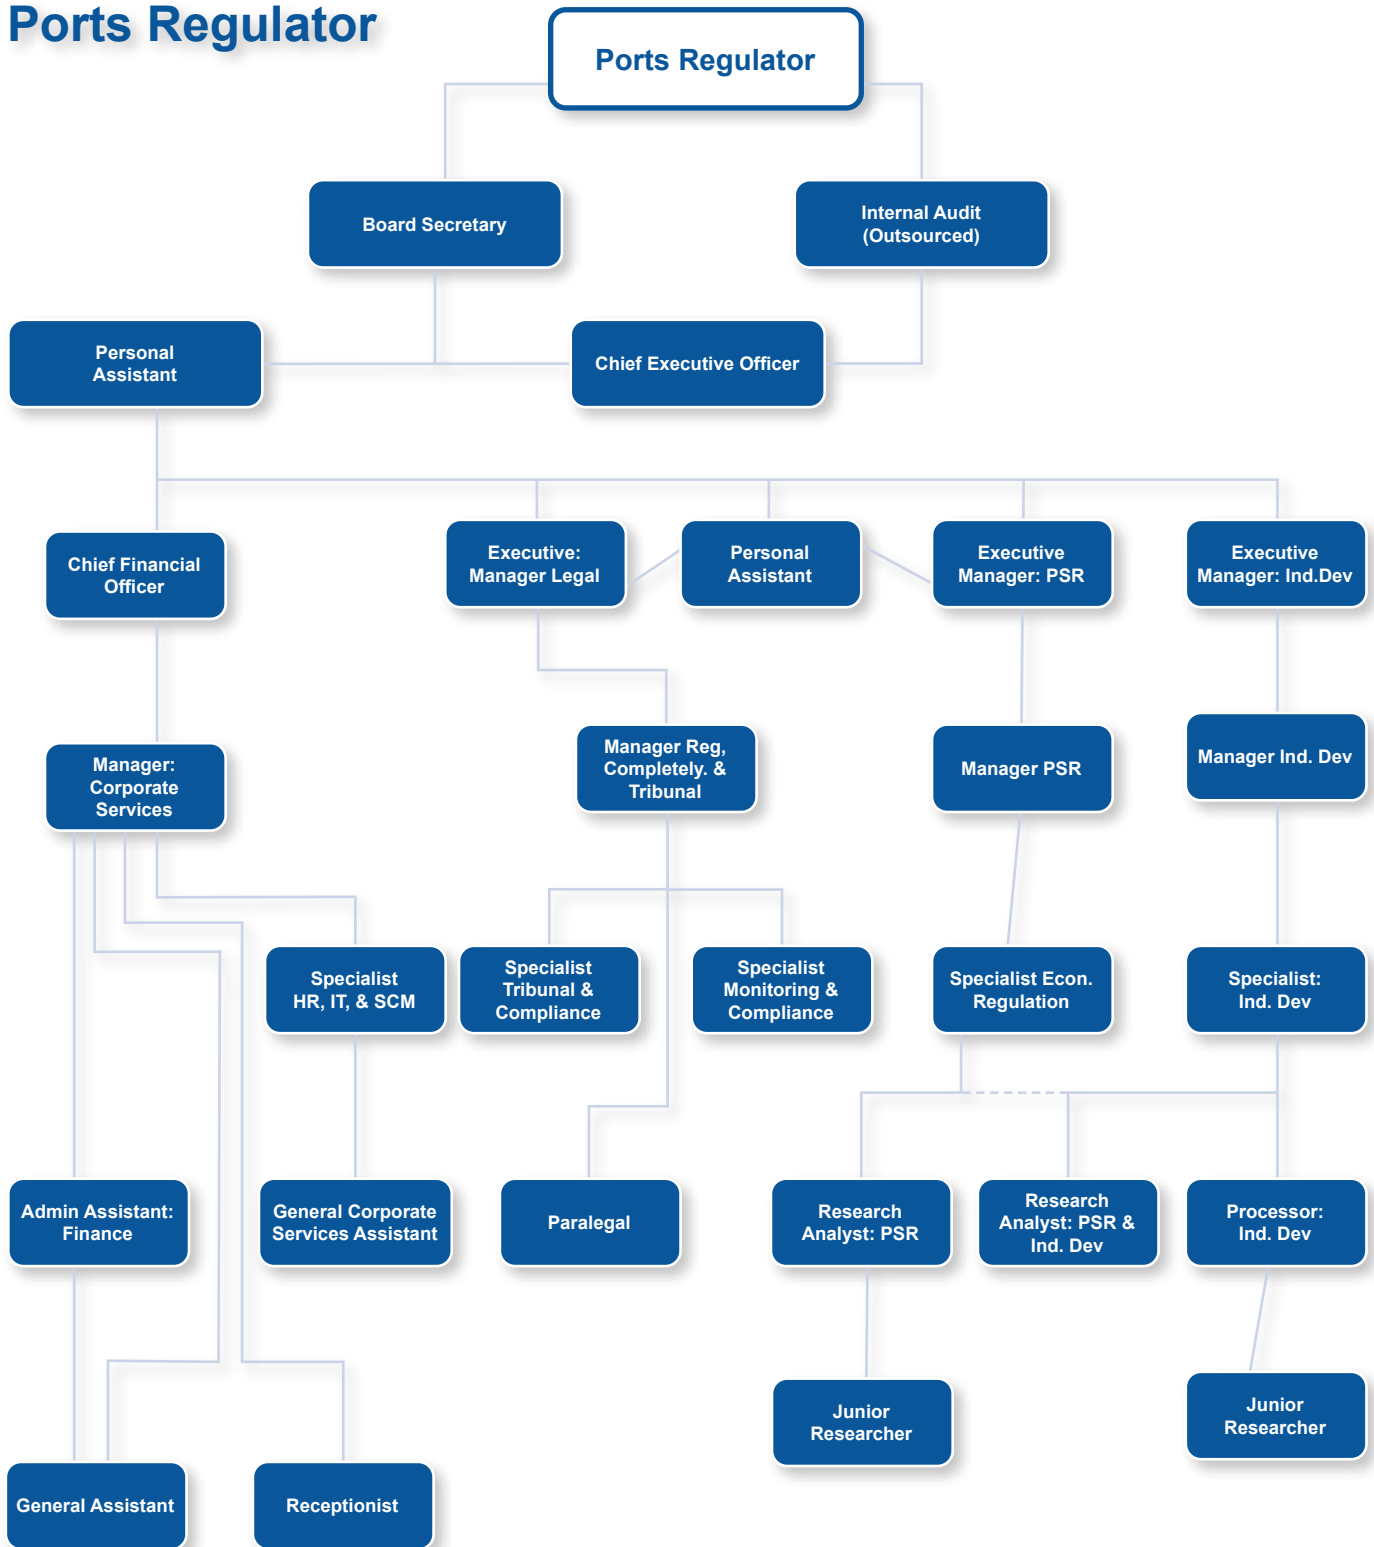 Ports Regulator
Ports Regulator
Board Secretary
Internal Audit
(Outsourced)
Personal
Assistant
Chief Executive Officer
Chief Financial
Officer
Executive:
Manager Legal
Personal
Assistant
Executive
Manager: PSR
Executive
Manager: Ind.Dev
Manager:
Corporate
Services
Manager Reg,
Completely. &
Tribunal
Manager PSR
Manager Ind. Dev
Specialist
HR, IT, & SCM
Specialist
Tribunal &
Compliance
Specialist
Monitoring &
Compliance
Specialist Econ.
Regulation
Specialist:
Ind. Dev
Admin Assistant:
Finance
General Corporate
Services Assistant
Paralegal
Research
Analyst: PSR
Research
Analyst: PSR &
Ind. Dev
Processor:
Ind. Dev
Junior
Researcher
Junior
Researcher
General Assistant
Receptionist